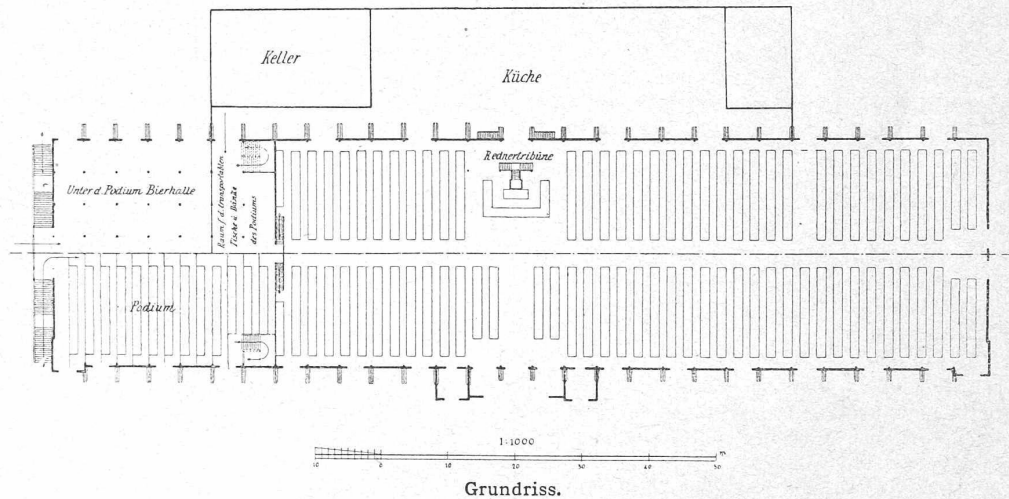 Keller
Küche
Rednertribüne
Unter d. Podium Bierhalle
Raum f. d. transportablen
Tische u. Bänke
des Podiums
Podium
1:1000
10 0 10 20 30 40 50 m
Grundriss.